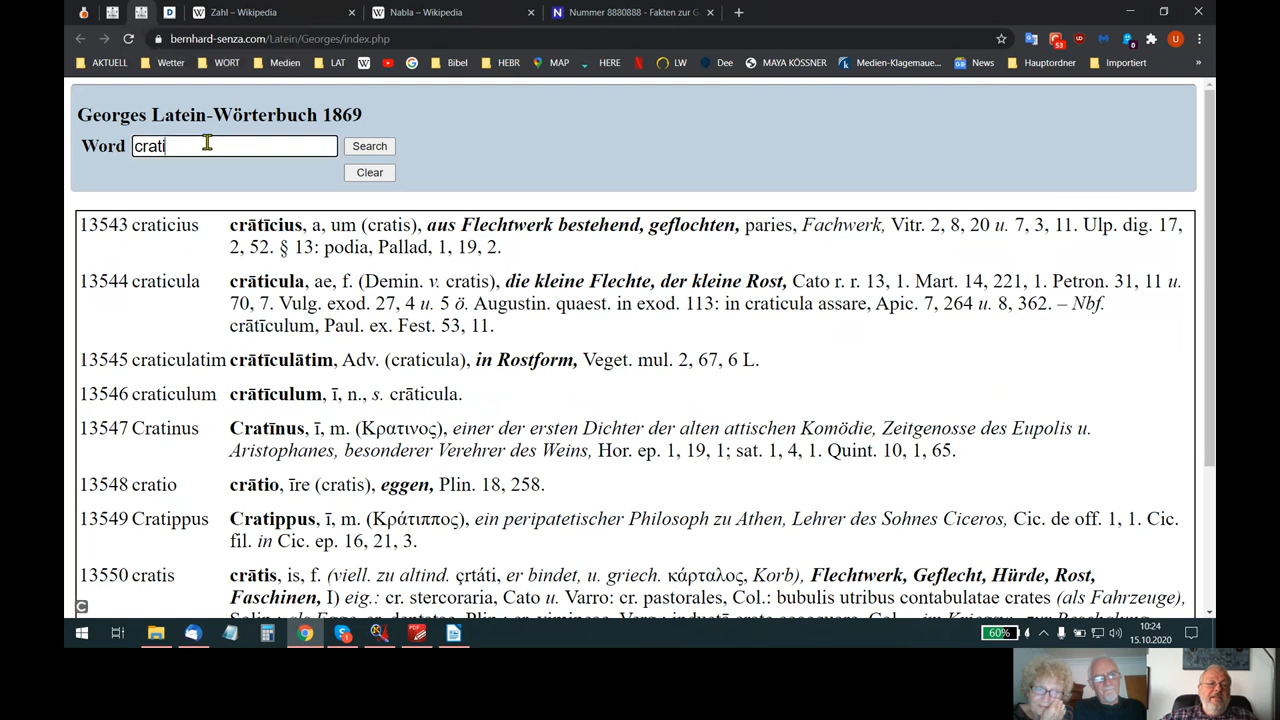 Zahl – Wikipedia
Nabla – Wikipedia
Nummer 8880888 - Fakten zur G
bernhard-senza.com/Latein/Georges/index.php
53
0
U
AKTUELL Wetter WORT Medien LAT Bibel HEBR MAP HERE LW Dee MAYA KÖSSNER Medien-Klagemaue... News Hauptordner Importiert »
Georges Latein-Wörterbuch 1869
Word crati Search
Clear
13543 craticius crātīcius, a, um (cratis), aus Flechtwerk bestehend, geflochten, paries, Fachwerk, Vitr. 2, 8, 20 u. 7, 3, 11. Ulp. dig. 17,
2, 52. § 13: podia, Pallad, 1, 19, 2.
13544 craticula crāticula, ae, f. (Demin. v. cratis), die kleine Flechte, der kleine Rost, Cato r. r. 13, 1. Mart. 14, 221, 1. Petron. 31, 11 u.
70, 7. Vulg. exod. 27, 4 u. 5 ö. Augustin. quaest. in exod. 113: in craticula assare, Apic. 7, 264 u. 8, 362. – Nbf.
crātīculum, Paul. ex. Fest. 53, 11.
13545 craticulatim crātīculātim, Adv. (craticula), in Rostform, Veget. mul. 2, 67, 6 L.
13546 craticulum crātīculum, ī, n., s. crāticula.
13547 Cratinus Cratīnus, ī, m. (Κρατινος), einer der ersten Dichter der alten attischen Komödie, Zeitgenosse des Eupolis u.
Aristophanes, besonderer Verehrer des Weins, Hor. ep. 1, 19, 1; sat. 1, 4, 1. Quint. 10, 1, 65.
13548 cratio crātio, īre (cratis), eggen, Plin. 18, 258.
13549 Cratippus Cratippus, ī, m. (Κράτιππος), ein peripatetischer Philosoph zu Athen, Lehrer des Sohnes Ciceros, Cic. de off. 1, 1. Cic.
fil. in Cic. ep. 16, 21, 3.
13550 cratis crātis, is, f. (viell. zu altind. çrtáti, er bindet, u. griech. κάρταλος, Korb), Flechtwerk, Geflecht, Hürde, Rost,
Faschinen, I) eig.: cr. stercoraria, Cato u. Varro: cr. pastorales, Col.: bubulis utribus contabulatae crates (als Fahrzeuge),
60%
10:24
15.10.2020